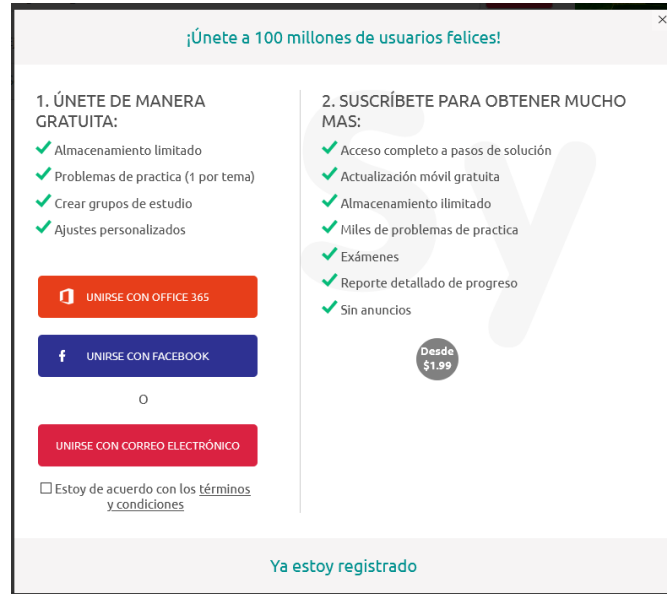 ¡Únete a 100 millones de usuarios felices!
1. ÚNETE DE MANERA
GRATUITA:
Almacenamiento limitado
Problemas de practica (1 por tema)
Crear grupos de estudio
Ajustes personalizados
UNIRSE CON OFFICE 365
UNIRSE CON FACEBOOK
O
UNIRSE CON CORREO ELECTRÓNICO
Estoy de acuerdo con los términos
y condiciones
2. SUSCRÍBETE PARA OBTENER MUCHO
MAS:
Acceso completo a pasos de solución
Actualización móvil gratuita
Almacenamiento ilimitado
Miles de problemas de practica
Exámenes
Reporte detallado de progreso
Sin anuncios
Desde
$1.99
Sy
Ya estoy registrado